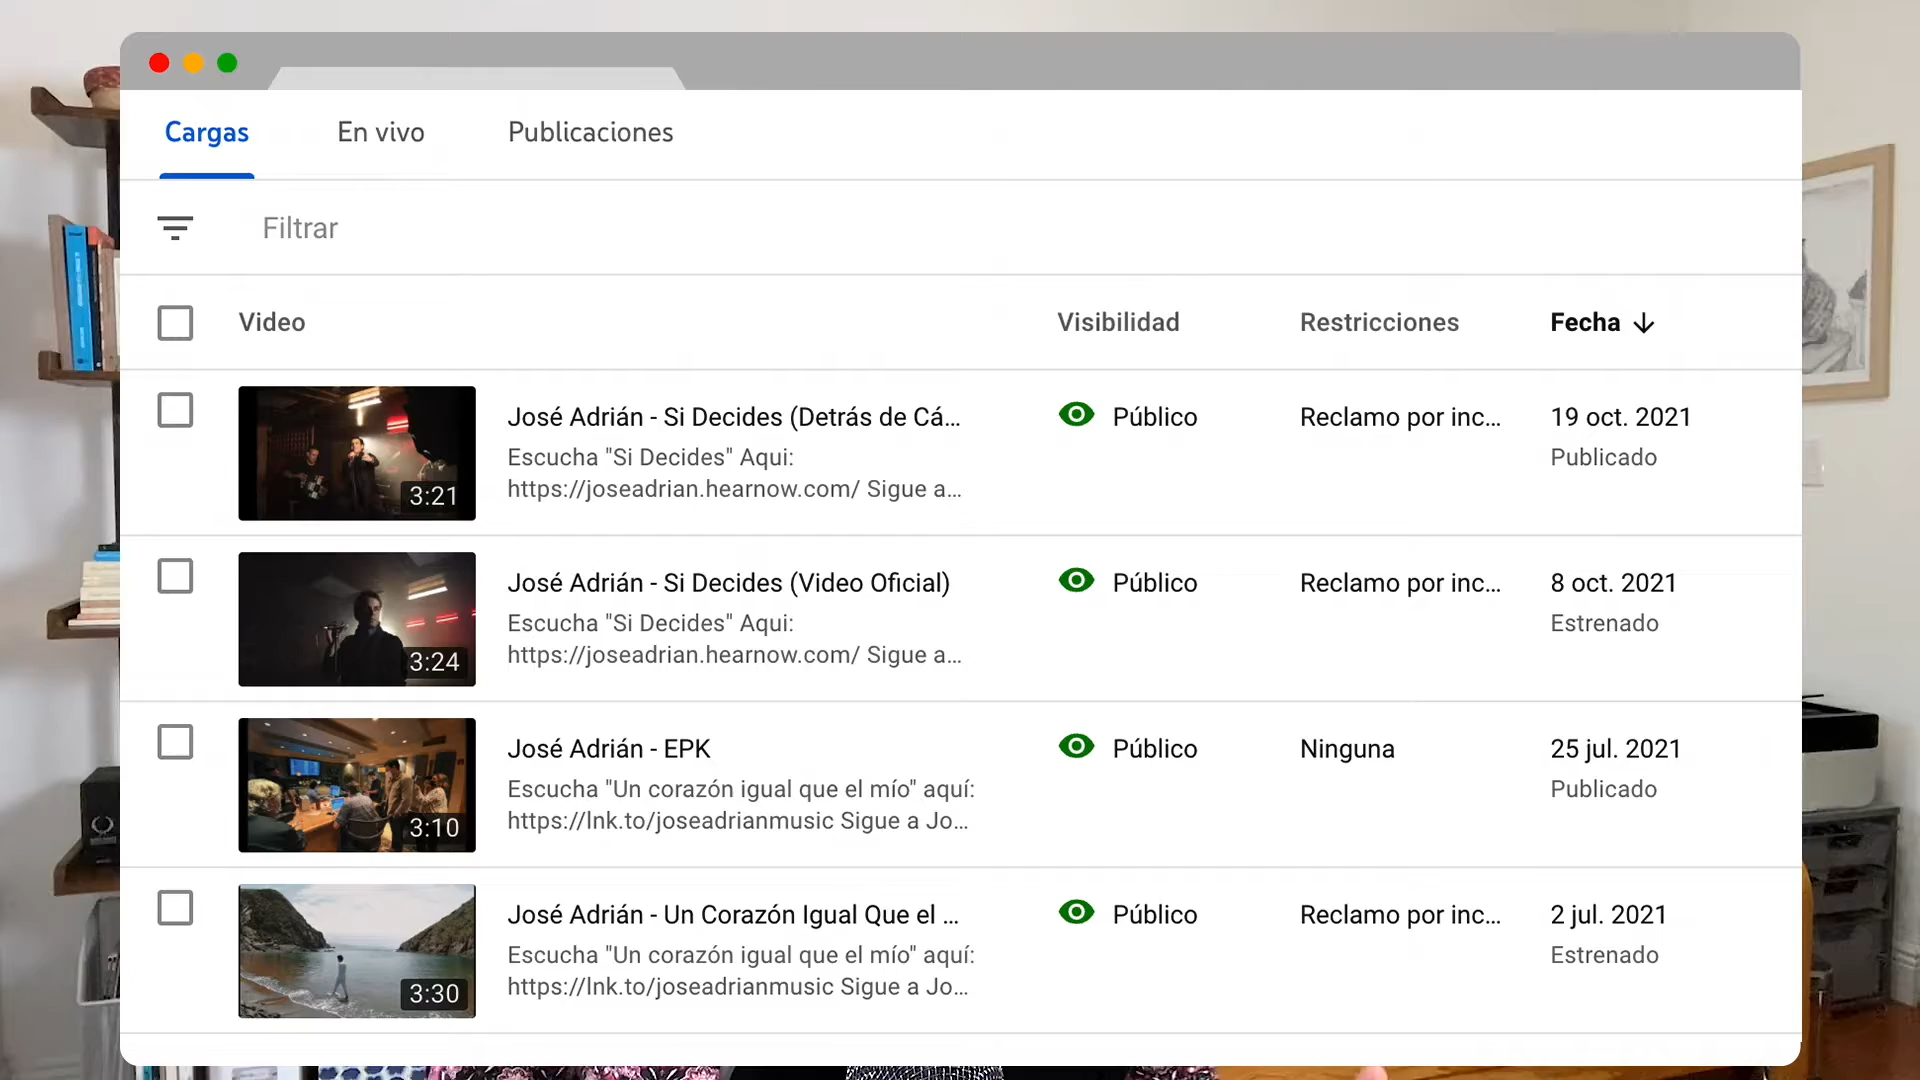 Cargas En vivo Publicaciones
Filtrar
Video Visibilidad Restricciones Fecha
José Adrián - Si Decides (Detrás de Cá... Público Reclamo por inc... 19 oct. 2021
Escucha "Si Decides" Aqui: Publicado
https://joseadrian.hearnow.com/ Sigue a...
3:21
José Adrián - Si Decides (Video Oficial) Público Reclamo por inc... 8 oct. 2021
Escucha "Si Decides" Aqui: Estrenado
https://joseadrian.hearnow.com/ Sigue a...
3:24
José Adrián - EPK Público Ninguna 25 jul. 2021
Escucha "Un corazón igual que el mío" aquí: Publicado
https://lnk.to/joseadrianmusic Sigue a Jo...
3:10
José Adrián - Un Corazón Igual Que el ... Público Reclamo por inc... 2 jul. 2021
Escucha "Un corazón igual que el mío" aquí: Estrenado
https://lnk.to/joseadrianmusic Sigue a Jo...
3:30